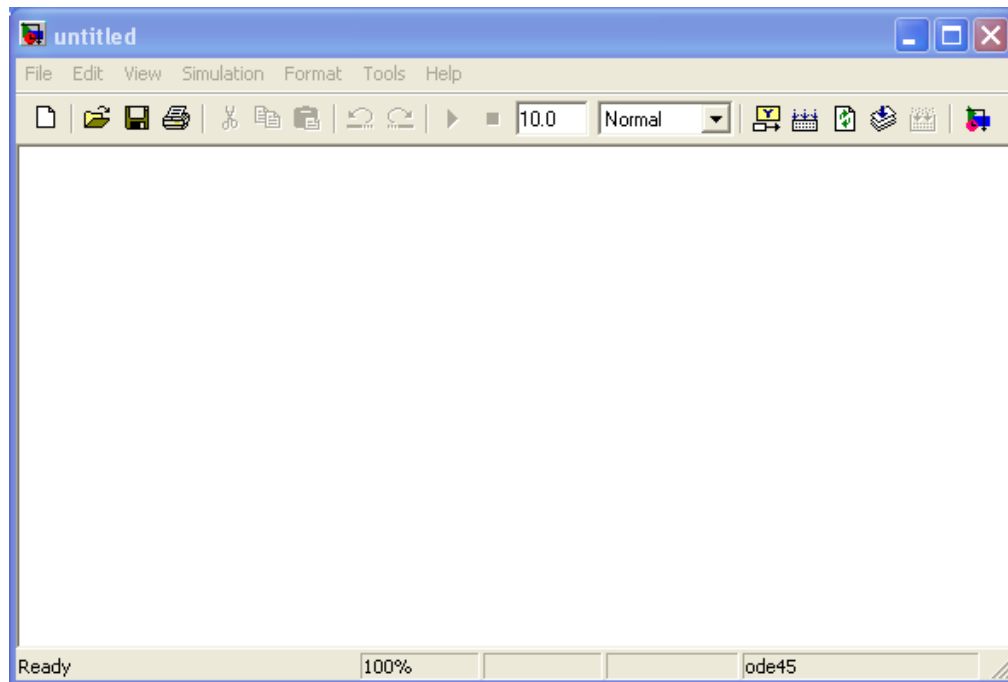 untitled
File Edit View Simulation Format Tools Help
10.0 Normal
Ready 100% ode45